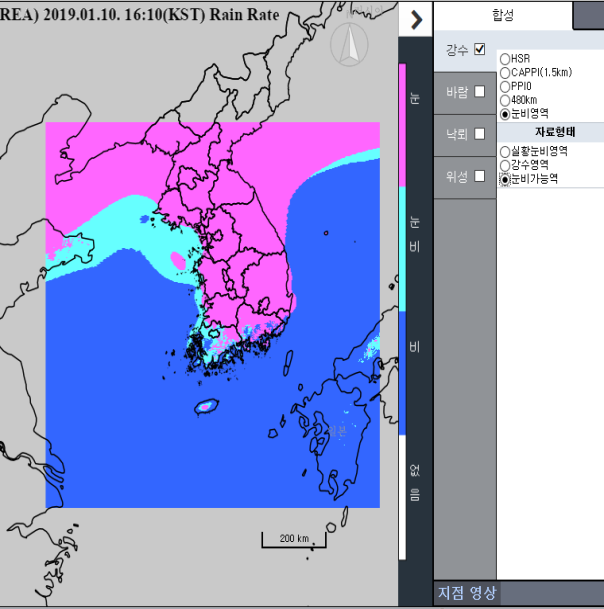 REA) 2019.01.10. 16:10(KST) Rain Rate
합성
강수
HSR
CAPPI(1.5km)
PPI0
480km
눈비영역
바람
자료형태
낙뢰
실황눈비영역
강수영역
눈비가능역
위성
눈
눈비
비
없음
일본
200 km
지점 영상